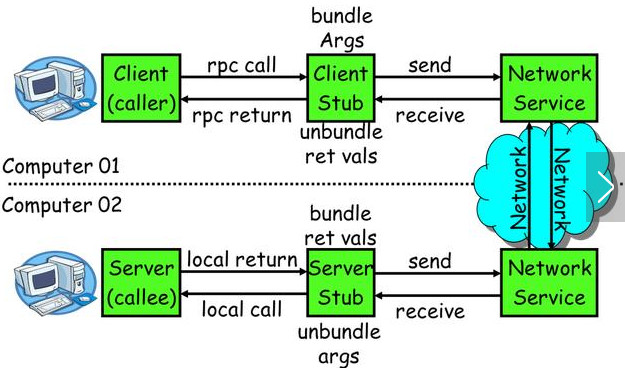 bundle
Args
Client
(caller)
rpc call
rpc return
Client
Stub
send
receive
Network
Service
unbundle
ret vals
Computer 01
Network
Network
Computer 02
bundle
ret vals
Server
(callee)
local return
local call
Server
Stub
send
receive
Network
Service
unbundle
args